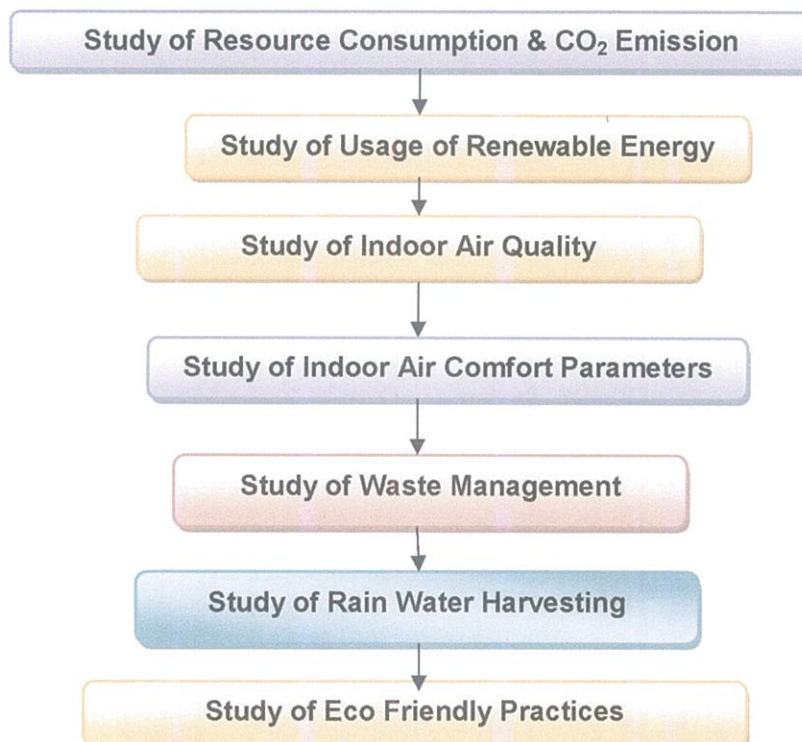 Study of Resource Consumption & CO₂ Emission
Study of Usage of Renewable Energy
Study of Indoor Air Quality
Study of Indoor Air Comfort Parameters
Study of Waste Management
Study of Rain Water Harvesting
Study of Eco Friendly Practices